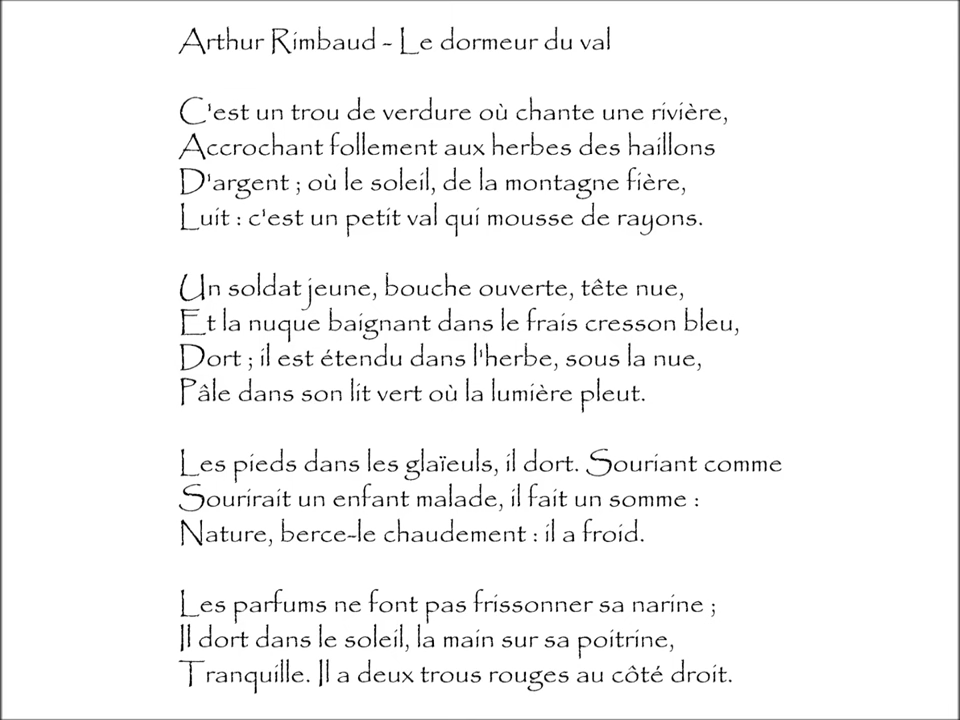 Arthur Rimbaud - Le dormeur du val
C'est un trou de verdure où chante une rivière,
Accrochant follement aux herbes des haillons
D'argent ; où le soleil, de la montagne fière,
Luit : c'est un petit val qui mousse de rayons.
Un soldat jeune, bouche ouverte, tête nue,
Et la nuque baignant dans le frais cresson bleu,
Dort ; il est étendu dans l'herbe, sous la nue,
Pâle dans son lit vert où la lumière pleut.
Les pieds dans les glaïeuls, il dort. Souriant comme
Sourirait un enfant malade, il fait un somme :
Nature, berce-le chaudement : il a froid.
Les parfums ne font pas frissonner sa narine ;
Il dort dans le soleil, la main sur sa poitrine,
Tranquille. Il a deux trous rouges au côté droit.